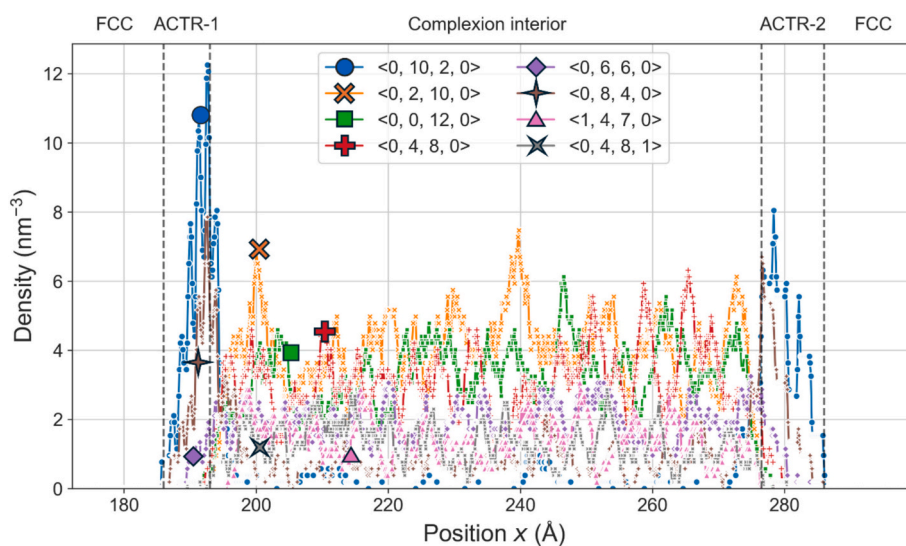 FCC ACTR-1 Complexion interior ACTR-2 FCC
12
10
8
6
4
2
0
Density (nm⁻³)
<0, 10, 2, 0> <0, 6, 6, 0>
<0, 2, 10, 0> <0, 8, 4, 0>
<0, 0, 12, 0> <1, 4, 7, 0>
<0, 4, 8, 0> <0, 4, 8, 1>
180 200 220 240 260 280
Position x (Å)